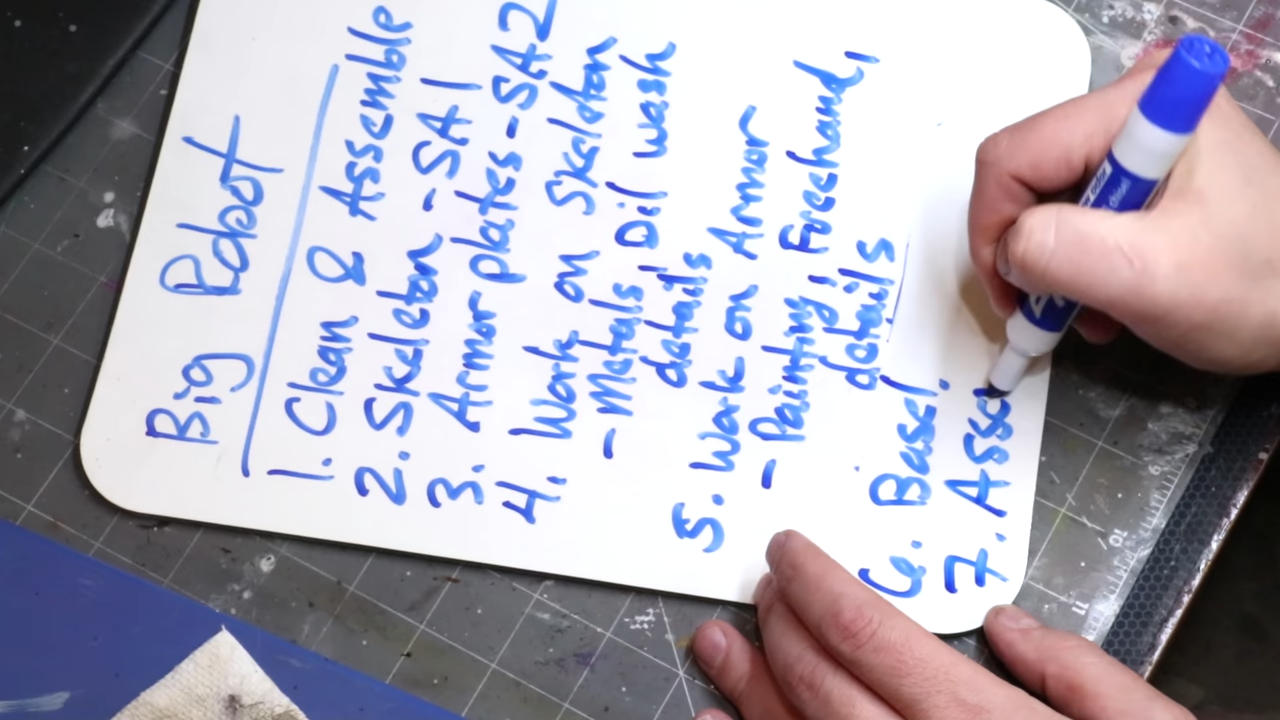 Big Robot
1. Clean & Assemble
2. Skeleton - SA1
3. Armor plates - SA2
4. Work on Skeleton
- Metals, Oil wash
details
5. Work on Armor
- Painting, Freehand,
details
6. Base!
7. Asse